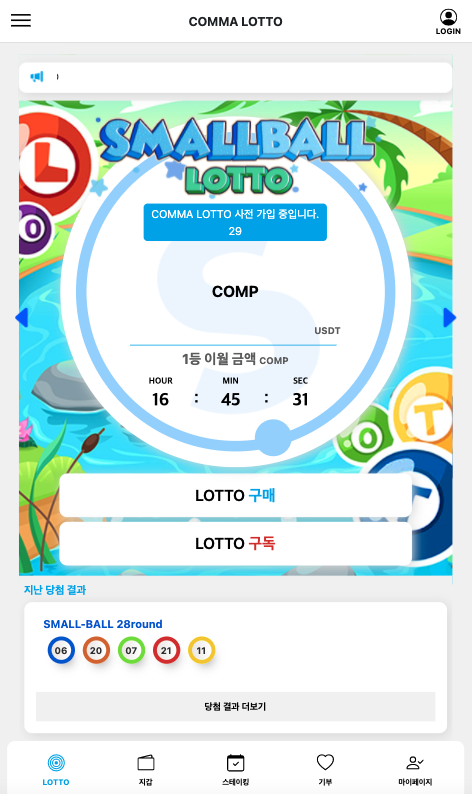 COMMA LOTTO
LOGIN
SMALLBALL
LOTTO
L
O
COMMA LOTTO 사전 가입 중입니다.
29
S
COMP
USDT
1등 이월 금액 COMP
HOUR MIN SEC
16 : 45 : 31
O
T
T
LOTTO 구매
LOTTO 구독
지난 당첨 결과
SMALL-BALL 28round
06 20 07 21 11
당첨 결과 더보기
LOTTO 지갑 스테이킹 기부 마이페이지